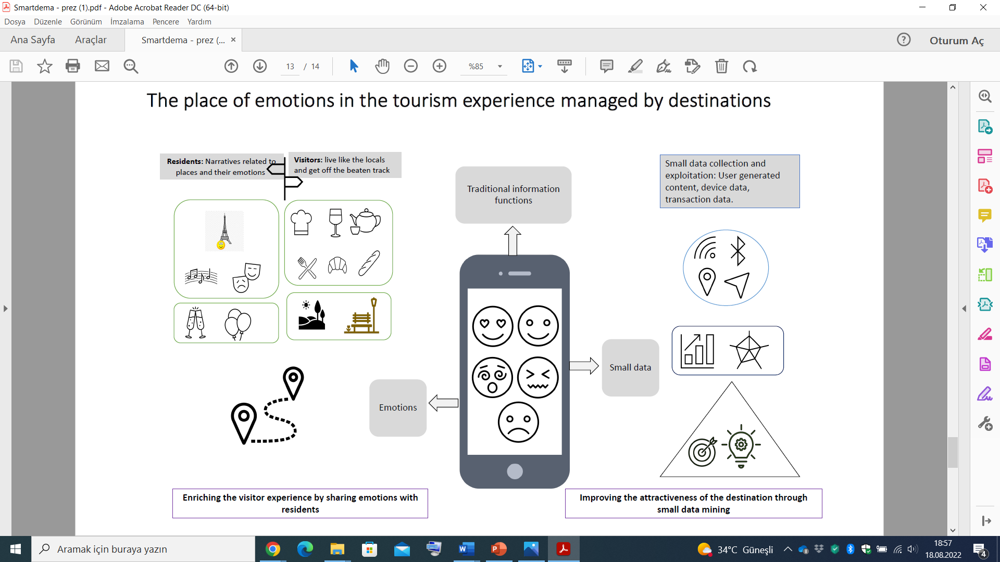 Smartdema - prez (1).pdf - Adobe Acrobat Reader DC (64-bit)
Dosya Düzenle Görünüm İmzalama Pencere Yardım
Ana Sayfa Araçlar Smartdema - prez (... × Oturum Aç
13 / 14 %85
The place of emotions in the tourism experience managed by destinations
Residents: Narratives related to
places and their emotions
Visitors: live like the locals
and get off the beaten track
Traditional information
functions
Small data collection and
exploitation: User generated
content, device data,
transaction data.
Small data
Emotions
Enriching the visitor experience by sharing emotions with
residents
Improving the attractiveness of the destination through
small data mining
Aramak için buraya yazın
34°C Güneşli
18:57
18.08.2022
4